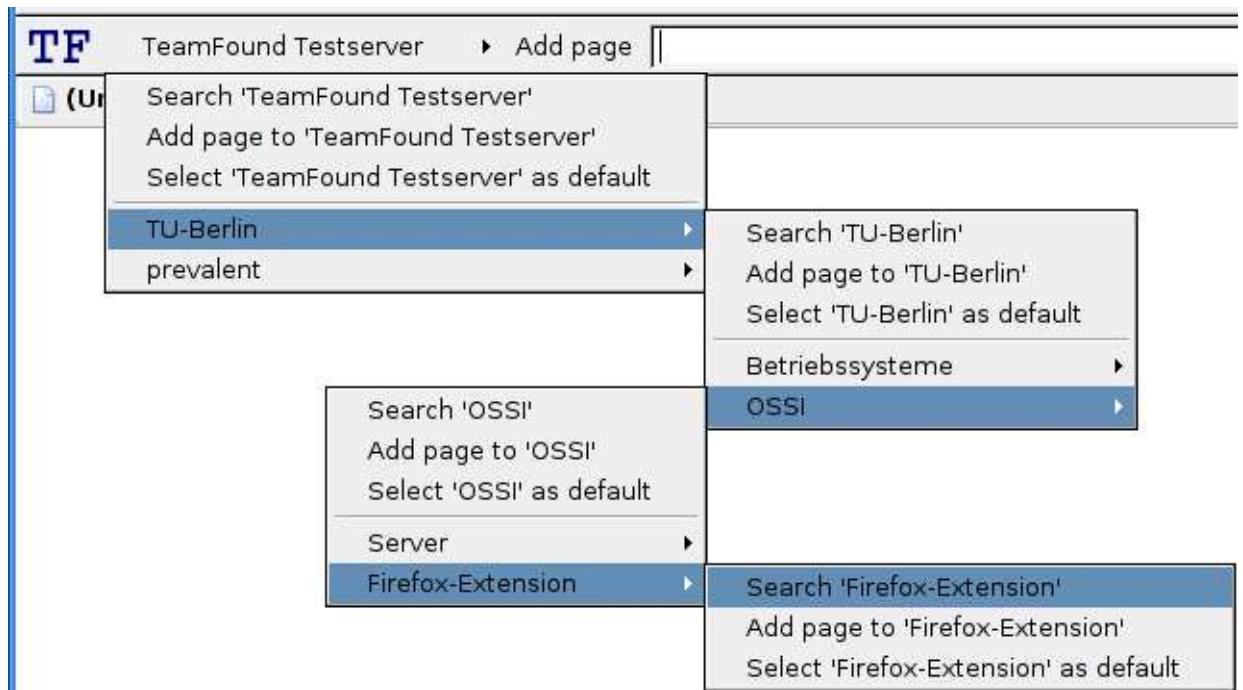 TF TeamFound Testserver Add page
(Un
Search 'TeamFound Testserver'
Add page to 'TeamFound Testserver'
Select 'TeamFound Testserver' as default
TU-Berlin
prevalent
Search 'TU-Berlin'
Add page to 'TU-Berlin'
Select 'TU-Berlin' as default
Betriebssysteme
OSSI
Search 'OSSI'
Add page to 'OSSI'
Select 'OSSI' as default
Server
Firefox-Extension
Search 'Firefox-Extension'
Add page to 'Firefox-Extension'
Select 'Firefox-Extension' as default